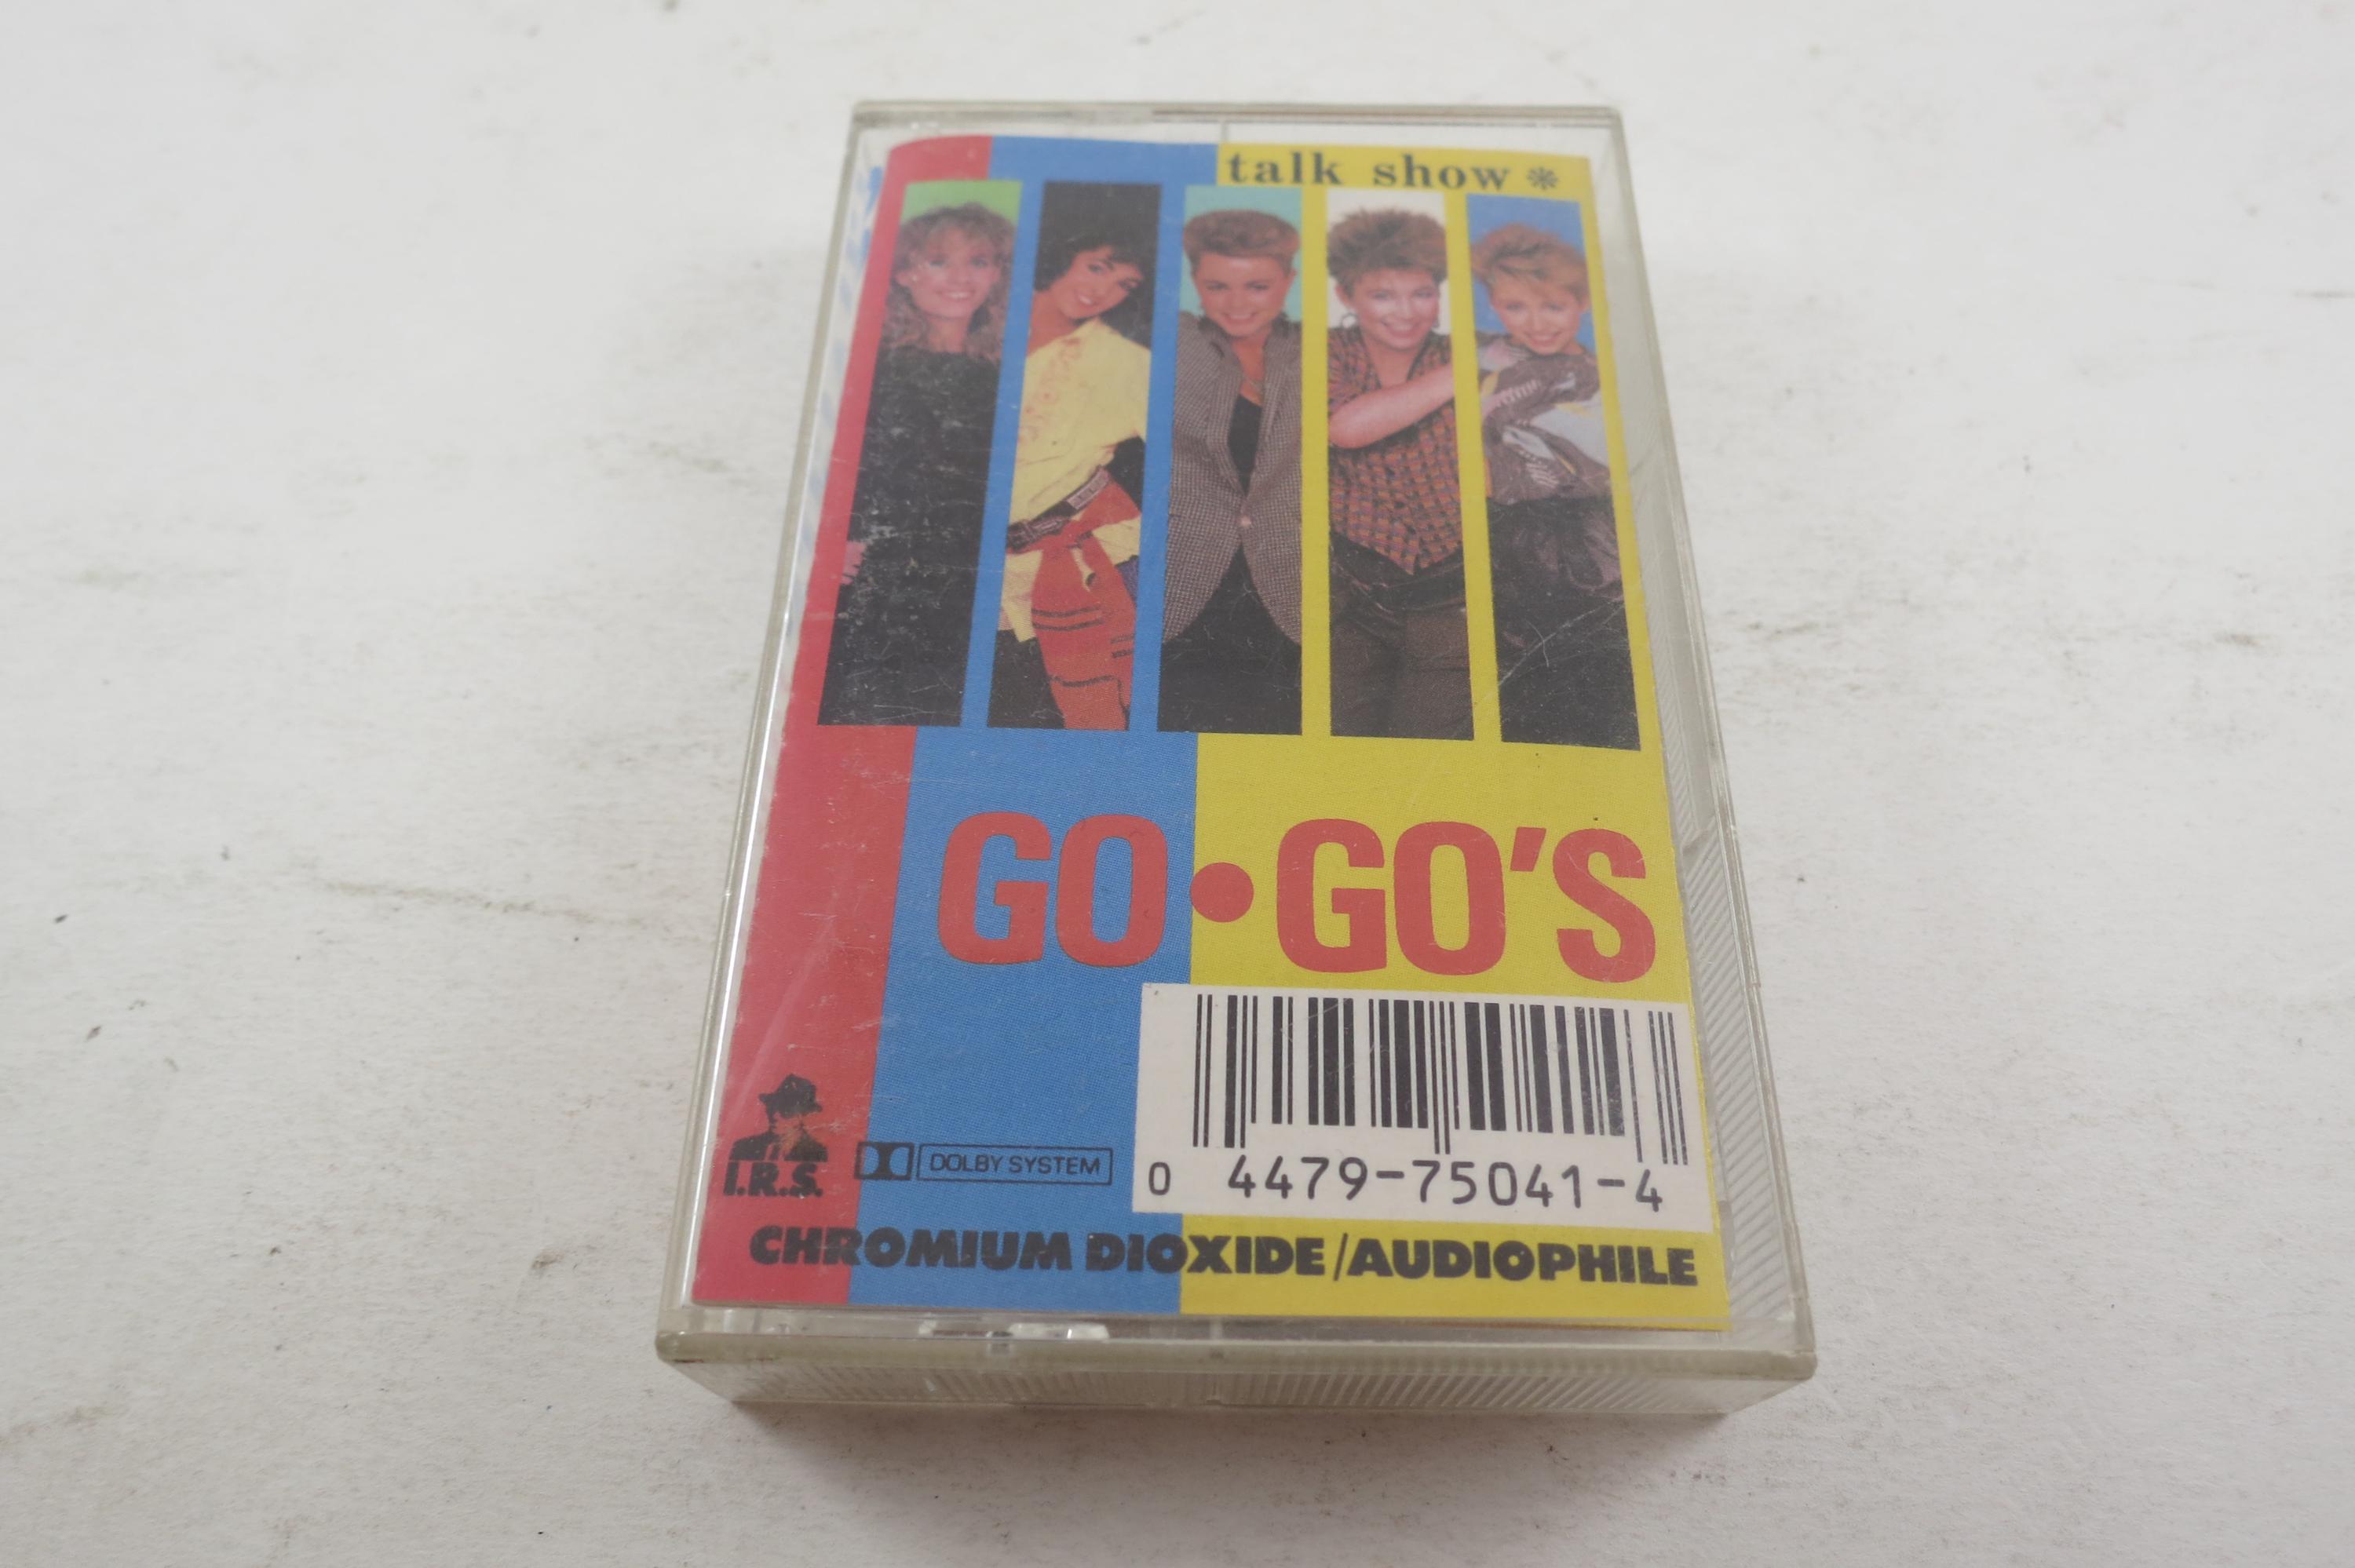 talk show *
GO•GO'S
0 4479-75041-4
I.R.S.
DOLBY SYSTEM
CHROMIUM DIOXIDE/AUDIOPHILE